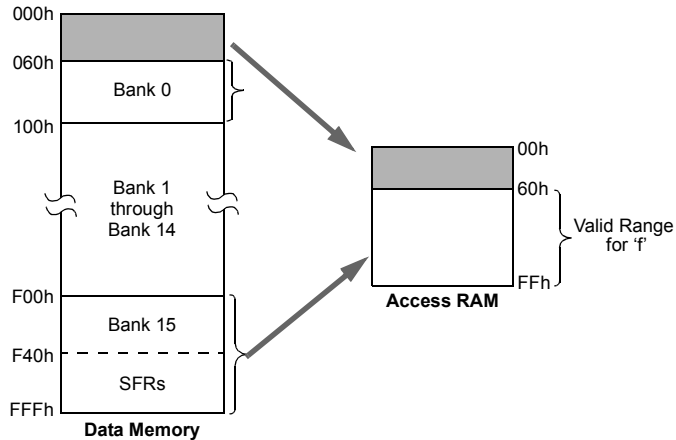 000h
060h
Bank 0
100h
Bank 1
through
Bank 14
F00h
Bank 15
F40h
SFRs
FFFh
Data Memory
00h
60h
Valid Range
for ‘f’
FFh
Access RAM